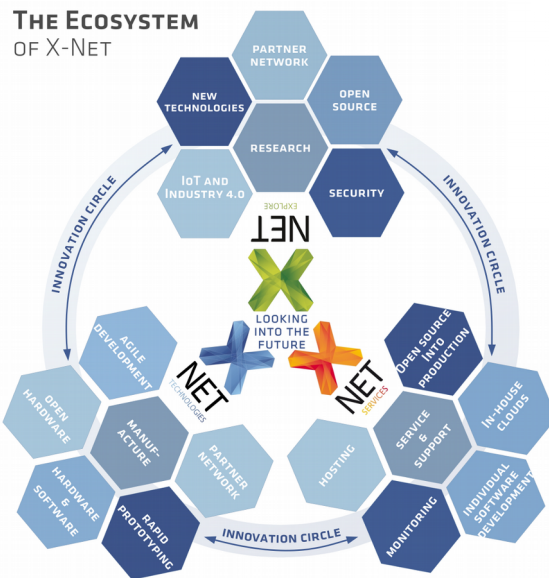 THE ECOSYSTEM
OF X-NET
PARTNER
NETWORK
NEW
TECHNOLOGIES
OPEN
SOURCE
RESEARCH
IOT AND
INDUSTRY 4.0
SECURITY
INNOVATION CIRCLE
INNOVATION CIRCLE
NET
EXPLORE
X
LOOKING
INTO THE
FUTURE
X
NET
TECHNOLOGIES
X
NET
SERVICES
AGILE
DEVELOPMENT
OPEN
HARDWARE
MANUF-
ACTURE
PARTNER
NETWORK
HARDWARE
&
SOFTWARE
RAPID
PROTOTYPING
OPEN SOURCE
INTO
PRODUCTION
IN-HOUSE
CLOUDS
SERVICE
&
SUPPORT
HOSTING
INDIVIDUAL
SOFTWARE
DEVELOPMENT
MONITORING
INNOVATION CIRCLE